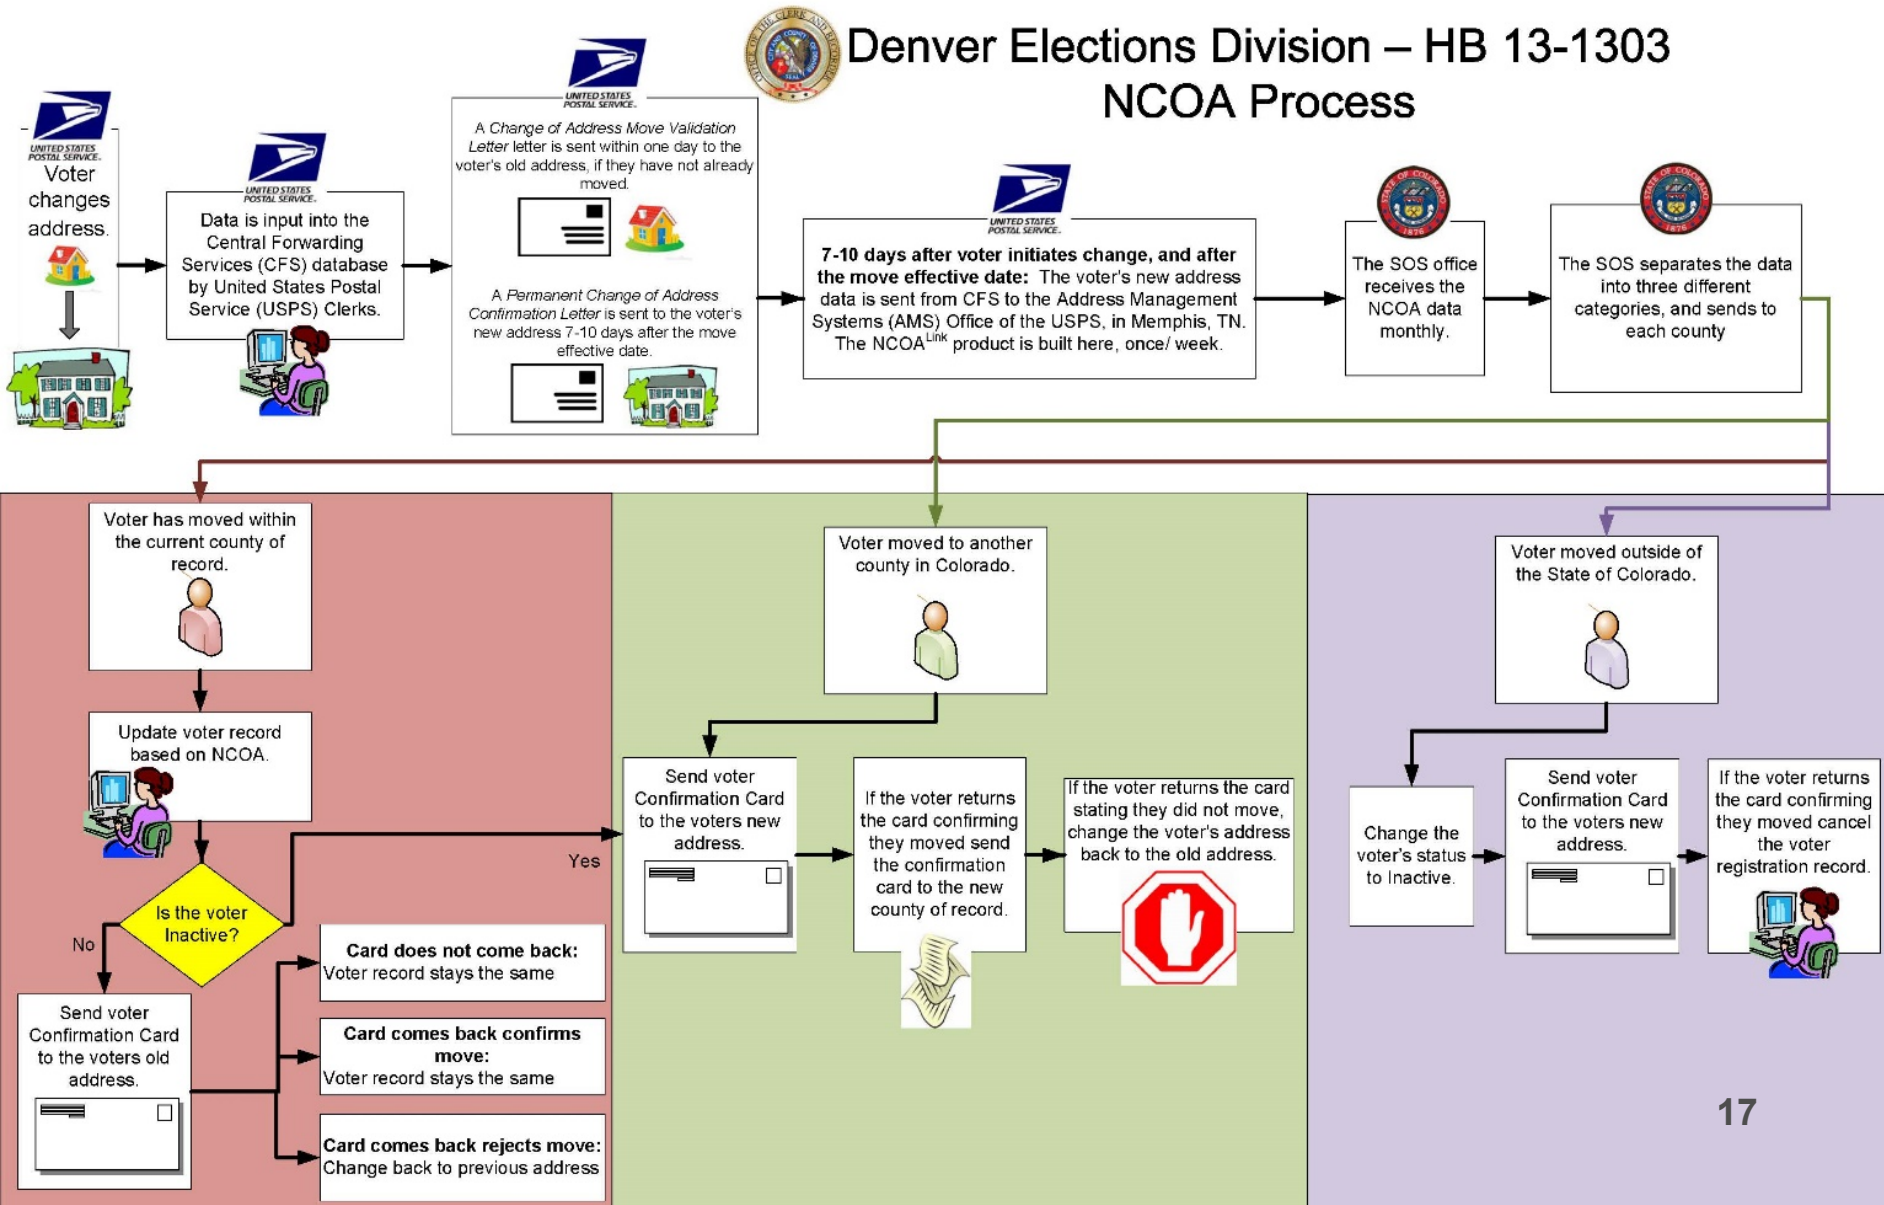 Denver Elections Division – HB 13-1303
NCOA Process
UNITED STATES
POSTAL SERVICE.
Voter
changes
address.
UNITED STATES
POSTAL SERVICE.
Data is input into the
Central Forwarding
Services (CFS) database
by United States Postal
Service (USPS) Clerks.
UNITED STATES
POSTAL SERVICE.
A Change of Address Move Validation
Letter letter is sent within one day to the
voter's old address, if they have not already
moved.
A Permanent Change of Address
Confirmation Letter is sent to the voter's
new address 7-10 days after the move
effective date.
UNITED STATES
POSTAL SERVICE.
7-10 days after voter initiates change, and after
the move effective date: The voter's new address
data is sent from CFS to the Address Management
Systems (AMS) Office of the USPS, in Memphis, TN.
The NCOALink product is built here, once/ week.
STATE OF COLORADO
1876
The SOS office
receives the
NCOA data
monthly.
STATE OF COLORADO
1876
The SOS separates the data
into three different
categories, and sends to
each county
Voter has moved within
the current county of
record.
Update voter record
based on NCOA.
Is the voter
Inactive?
Yes
No
Send voter
Confirmation Card
to the voters old
address.
Card does not come back:
Voter record stays the same
Card comes back confirms
move:
Voter record stays the same
Card comes back rejects move:
Change back to previous address
Voter moved to another
county in Colorado.
Send voter
Confirmation Card
to the voters new
address.
If the voter returns
the card confirming
they moved send
the confirmation
card to the new
county of record.
If the voter returns the card
stating they did not move,
change the voter's address
back to the old address.
Voter moved outside of
the State of Colorado.
Change the
voter's status
to Inactive.
Send voter
Confirmation Card
to the voters new
address.
If the voter returns
the card confirming
they moved cancel
the voter
registration record.
17